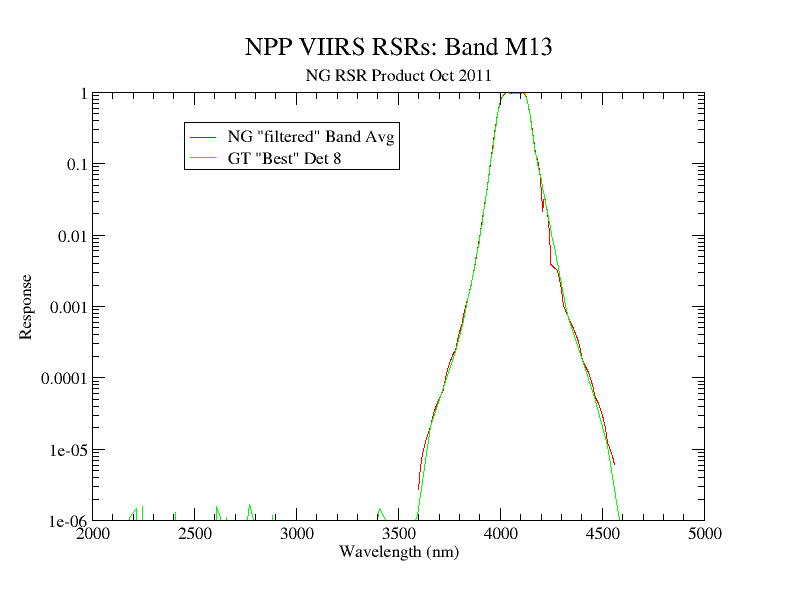 NPP VIIRS RSRs: Band M13
NG RSR Product Oct 2011
NG "filtered" Band Avg
GT "Best" Det 8
1
0.1
0.01
0.001
0.0001
1e-05
1e-06
Response
2000 2500 3000 3500 4000 4500 5000
Wavelength (nm)